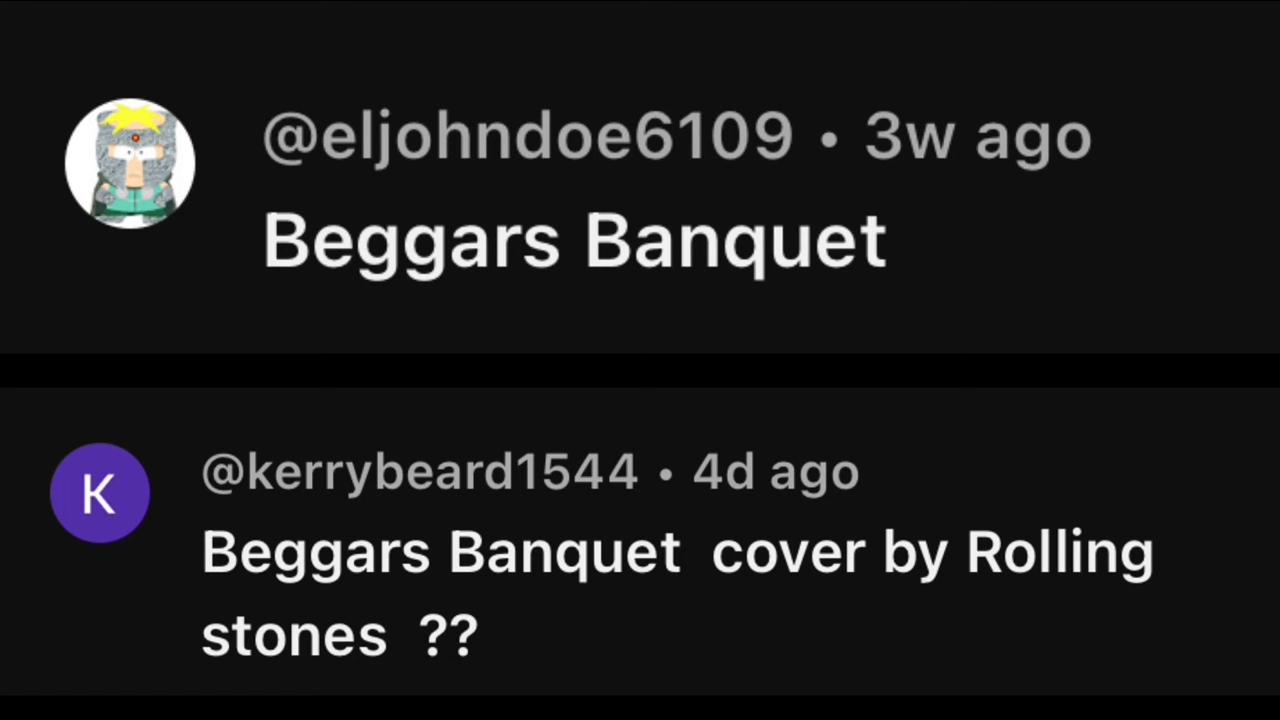 @eljohndoe6109 • 3w ago
Beggars Banquet
K
@kerrybeard1544 • 4d ago
Beggars Banquet  cover by Rolling
stones  ??